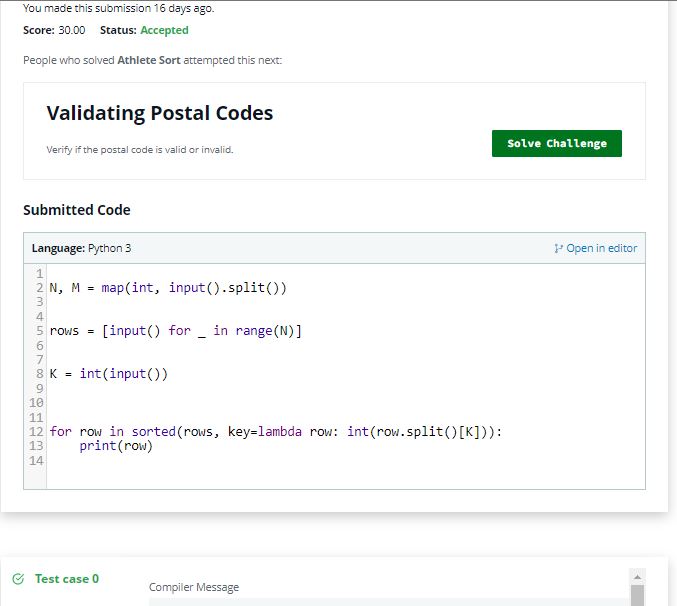 You made this submission 16 days ago.
Score: 30.00 Status: Accepted
People who solved Athlete Sort attempted this next:
Validating Postal Codes
Verify if the postal code is valid or invalid.
Solve Challenge
Submitted Code
Language: Python 3
Open in editor
1
2 N, M = map(int, input().split())
3
4
5 rows = [input() for _ in range(N)]
6
7
8 K = int(input())
9
10
11
12 for row in sorted(rows, key=lambda row: int(row.split()[K])):
13     print(row)
14
Test case 0
Compiler Message